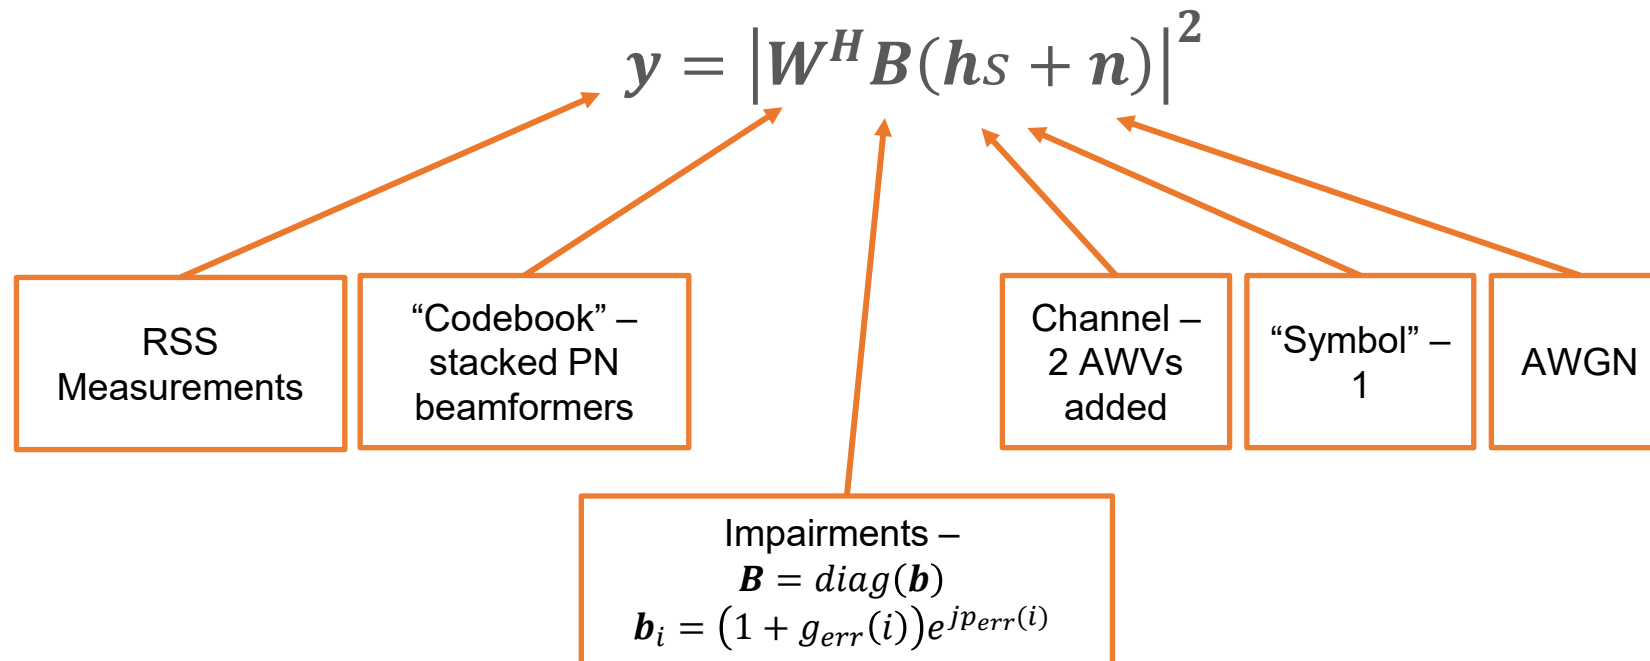 y = |W^H B(hs + n)|^2
RSS
Measurements
“Codebook” –
stacked PN
beamformers
Channel –
2 AWVs
added
“Symbol” –
1
AWGN
Impairments –
B = diag(b)
b_i = (1 + g_err(i))e^{jp_err(i)}